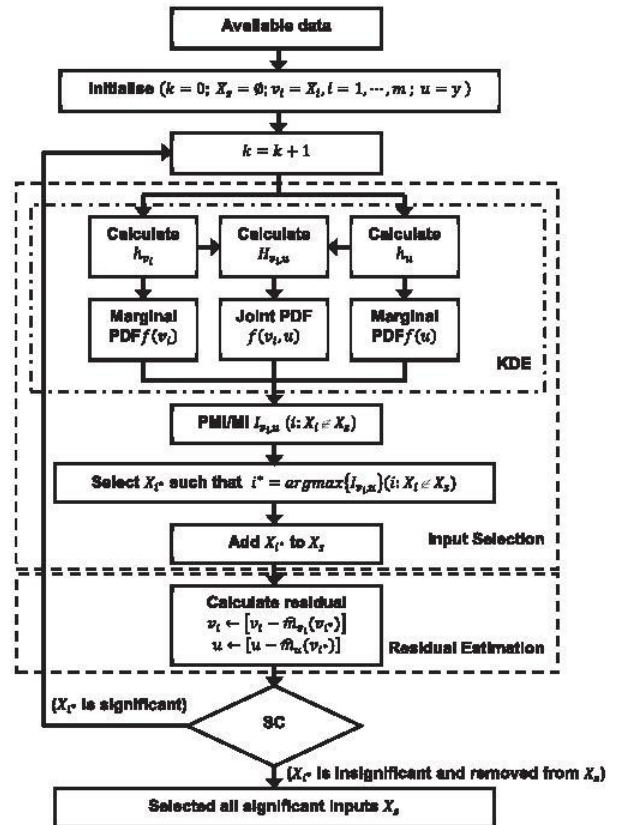 Available data
Initialise (k = 0; X_s = ∅; v_i = X_i, i = 1, ⋯, m ; u = y )
k = k + 1
Calculate
h_{v_i}
Calculate
H_{v_i,u}
Calculate
h_u
Marginal
PDF f(v_i)
Joint PDF
f(v_i, u)
Marginal
PDF f(u)
KDE
PMI/MI I_{v_i,u} (i: X_i ∉ X_s)
Select X_{i*} such that i* = argmax{I_{v_i,u}}(i: X_i ∉ X_s)
Add X_{i*} to X_s
Input Selection
Calculate residual
v_i ← [v_i − m̂_{v_i}(v_{i*})]
u ← [u − m̂_u(v_{i*})]
Residual Estimation
(X_{i*} is significant)
SC
(X_{i*} is insignificant and removed from X_s)
Selected all significant inputs X_s